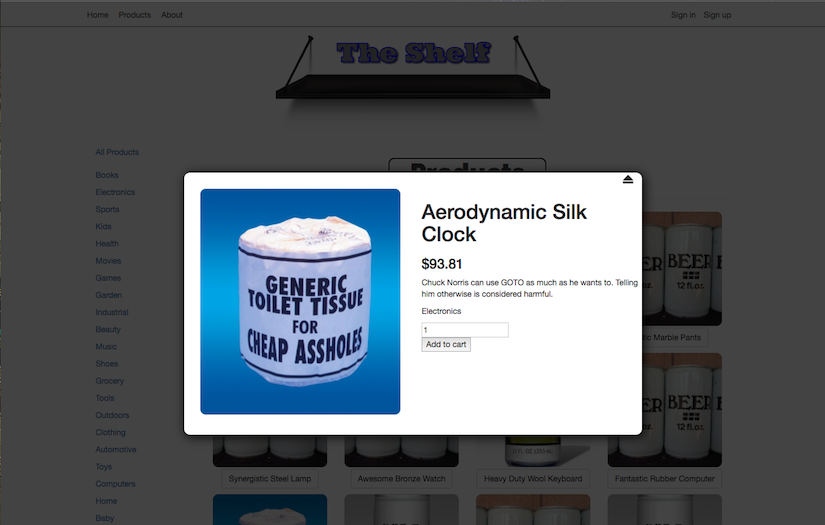 Home Products About Sign in Sign up
The Shelf
All Products
Books
Electronics
Sports
Kids
Health
Movies
Games
Garden
Industrial
Beauty
Music
Shoes
Grocery
Tools
Outdoors
Clothing
Automotive
Toys
Computers
Home
Baby
Products
GENERIC
TOILET TISSUE
FOR
CHEAP ASSHOLES
Aerodynamic Silk
Clock
$93.81
Chuck Norris can use GOTO as much as he wants to. Telling
him otherwise is considered harmful.
Electronics
1
Add to cart
BEER
12 fl.oz.
Marble Pants
BEER
12 fl.oz.
Synergistic Steel Lamp
Awesome Bronze Watch
Heavy Duty Wool Keyboard
Fantastic Rubber Computer